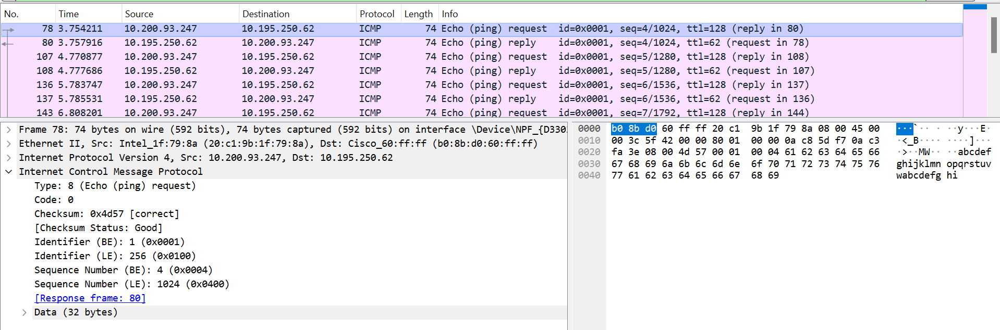 No. Time Source Destination Protocol Length Info
78 3.754211 10.200.93.247 10.195.250.62 ICMP 74 Echo (ping) request id=0x0001, seq=4/1024, ttl=128 (reply in 80)
80 3.757916 10.195.250.62 10.200.93.247 ICMP 74 Echo (ping) reply id=0x0001, seq=4/1024, ttl=62 (request in 78)
107 4.770877 10.200.93.247 10.195.250.62 ICMP 74 Echo (ping) request id=0x0001, seq=5/1280, ttl=128 (reply in 108)
108 4.777686 10.195.250.62 10.200.93.247 ICMP 74 Echo (ping) reply id=0x0001, seq=5/1280, ttl=62 (request in 107)
136 5.783747 10.200.93.247 10.195.250.62 ICMP 74 Echo (ping) request id=0x0001, seq=6/1536, ttl=128 (reply in 137)
137 5.785531 10.195.250.62 10.200.93.247 ICMP 74 Echo (ping) reply id=0x0001, seq=6/1536, ttl=62 (request in 136)
143 6.808201 10.200.93.247 10.195.250.62 ICMP 74 Echo (ping) request id=0x0001, seq=7/1792, ttl=128 (reply in 144)
Frame 78: 74 bytes on wire (592 bits), 74 bytes captured (592 bits) on interface \Device\NPF_{D330
Ethernet II, Src: Intel_1f:79:8a (20:c1:9b:1f:79:8a), Dst: Cisco_60:ff:ff (b0:8b:d0:60:ff:ff)
Internet Protocol Version 4, Src: 10.200.93.247, Dst: 10.195.250.62
Internet Control Message Protocol
Type: 8 (Echo (ping) request)
Code: 0
Checksum: 0x4d57 [correct]
[Checksum Status: Good]
Identifier (BE): 1 (0x0001)
Identifier (LE): 256 (0x0100)
Sequence Number (BE): 4 (0x0004)
Sequence Number (LE): 1024 (0x0400)
[Response frame: 80]
Data (32 bytes)
0000 b0 8b d0 60 ff ff 20 c1 9b 1f 79 8a 08 00 45 00 ···`·· · ··y···E·
0010 00 3c 5f 42 00 00 80 01 00 00 0a c8 5d f7 0a c3 ·<_B···· ····]···
0020 fa 3e 08 00 4d 57 00 01 00 04 61 62 63 64 65 66 ·>··MW·· ··abcdef
0030 67 68 69 6a 6b 6c 6d 6e 6f 70 71 72 73 74 75 76 ghijklmn opqrstuv
0040 77 61 62 63 64 65 66 67 68 69 wabcdefg hi